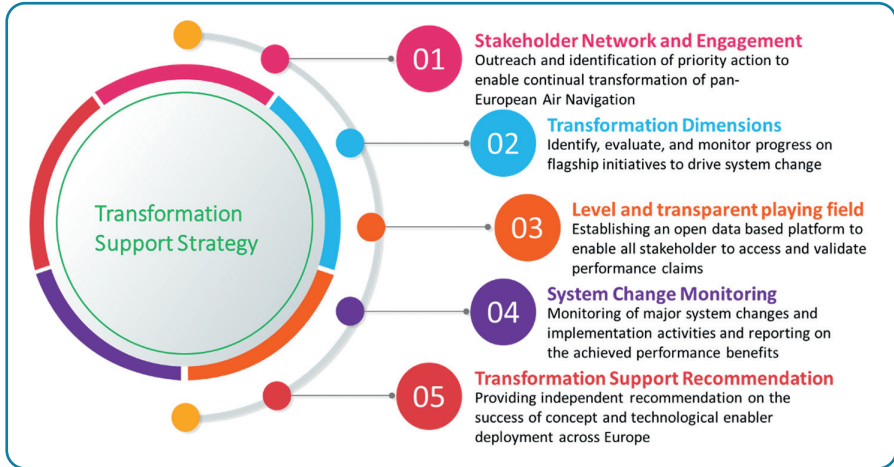 Transformation
Support Strategy
01
Stakeholder Network and Engagement
Outreach and identification of priority action to
enable continual transformation of pan-
European Air Navigation
02
Transformation Dimensions
Identify, evaluate, and monitor progress on
flagship initiatives to drive system change
03
Level and transparent playing field
Establishing an open data based platform to
enable all stakeholder to access and validate
performance claims
04
System Change Monitoring
Monitoring of major system changes and
implementation activities and reporting on
the achieved performance benefits
05
Transformation Support Recommendation
Providing independent recommendation on the
success of concept and technological enabler
deployment across Europe